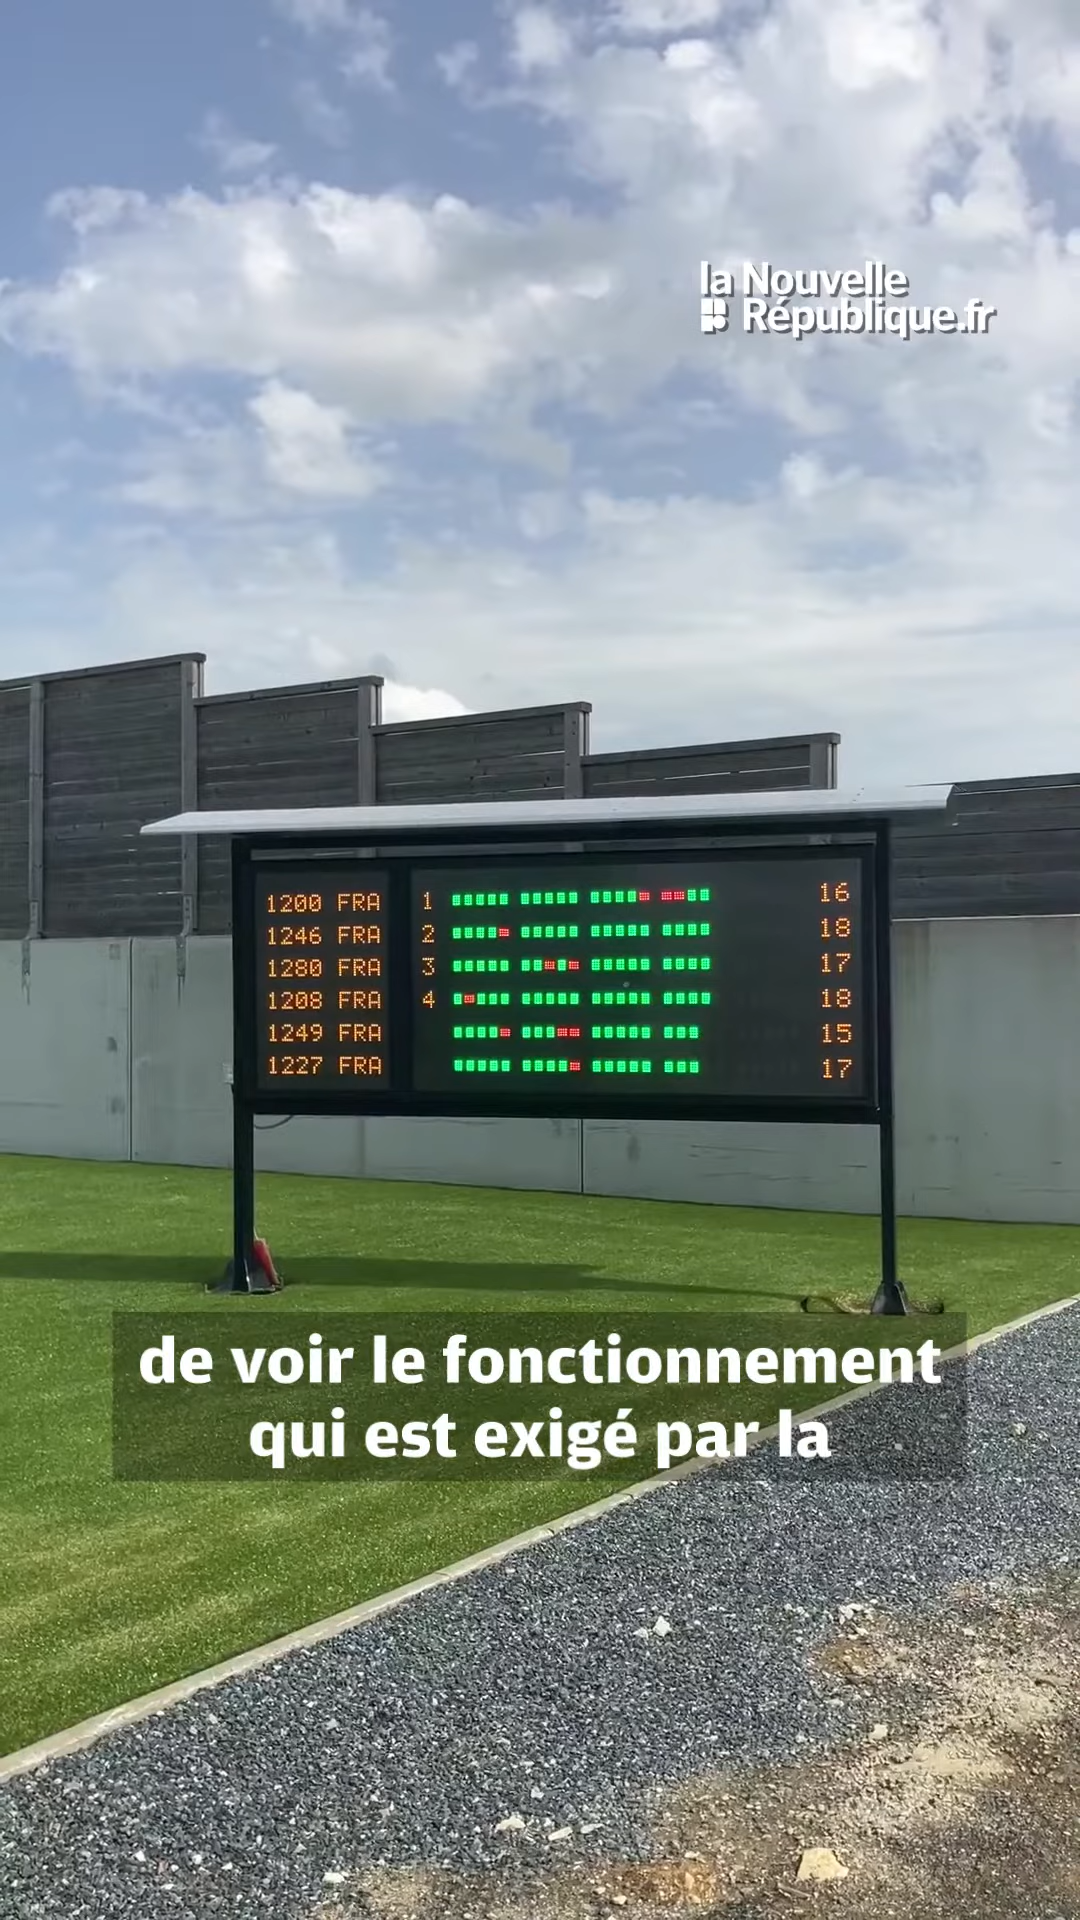 la Nouvelle
République.fr
1200 FRA 1 16
1246 FRA 2 18
1280 FRA 3 17
1208 FRA 4 18
1249 FRA 15
1227 FRA 17
de voir le fonctionnement
qui est exigé par la